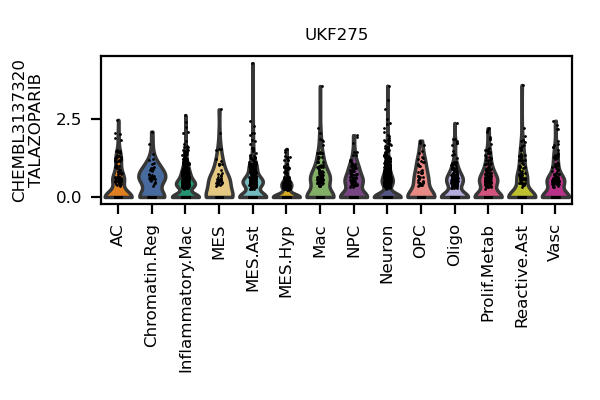 UKF275
CHEMBL3137320
TALAZOPARIB
2.5
0.0
AC
Chromatin.Reg
Inflammatory.Mac
MES
MES.Ast
MES.Hyp
Mac
NPC
Neuron
OPC
Oligo
Prolif.Metab
Reactive.Ast
Vasc